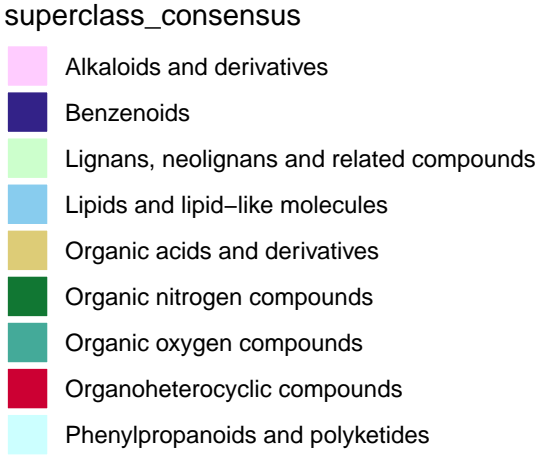 superclass_consensus
Alkaloids and derivatives
Benzenoids
Lignans, neolignans and related compounds
Lipids and lipid−like molecules
Organic acids and derivatives
Organic nitrogen compounds
Organic oxygen compounds
Organoheterocyclic compounds
Phenylpropanoids and polyketides